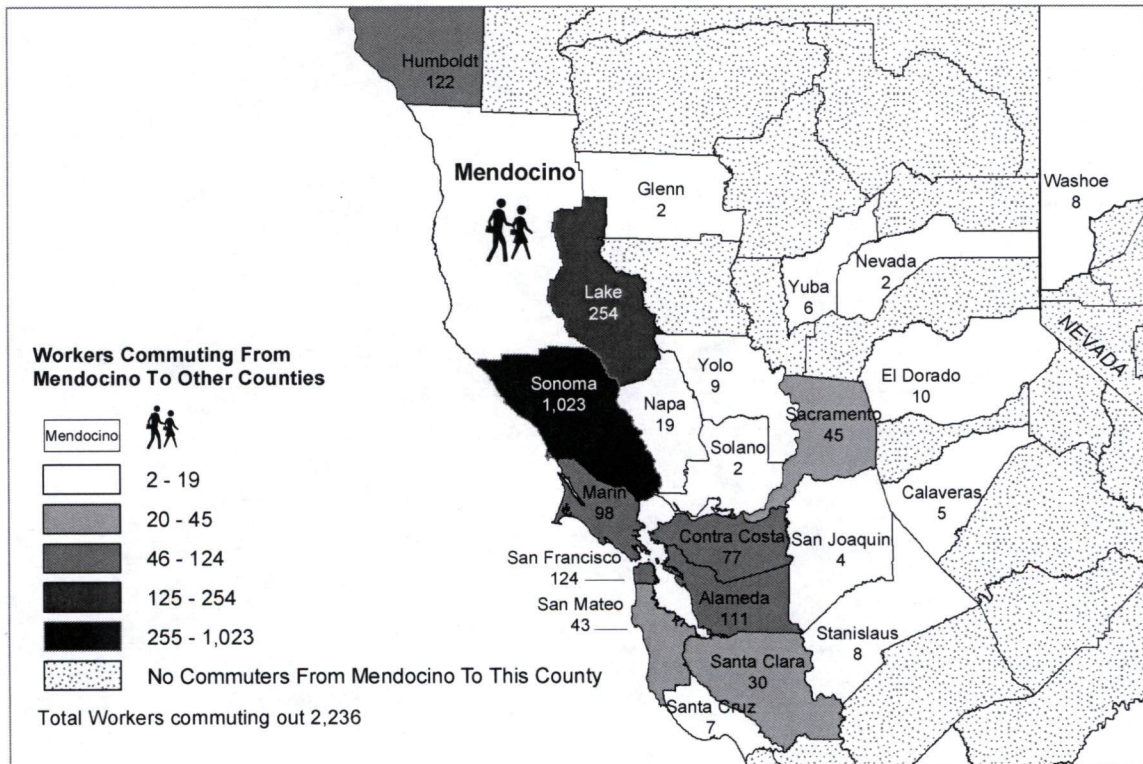 Humboldt
122
Mendocino
Glenn
2
Washoe
8
Lake
254
Yuba
6
Nevada
2
NEVADA
Workers Commuting From
Mendocino To Other Counties
Mendocino
2 - 19
20 - 45
46 - 124
125 - 254
255 - 1,023
No Commuters From Mendocino To This County
Total Workers commuting out 2,236
Sonoma
1,023
Napa
19
Yolo
9
Solano
2
Sacramento
45
El Dorado
10
Calaveras
5
Marin
98
Contra Costa
77
San Joaquin
4
San Francisco
124
San Mateo
43
Alameda
111
Stanislaus
8
Santa Clara
30
Santa Cruz
7